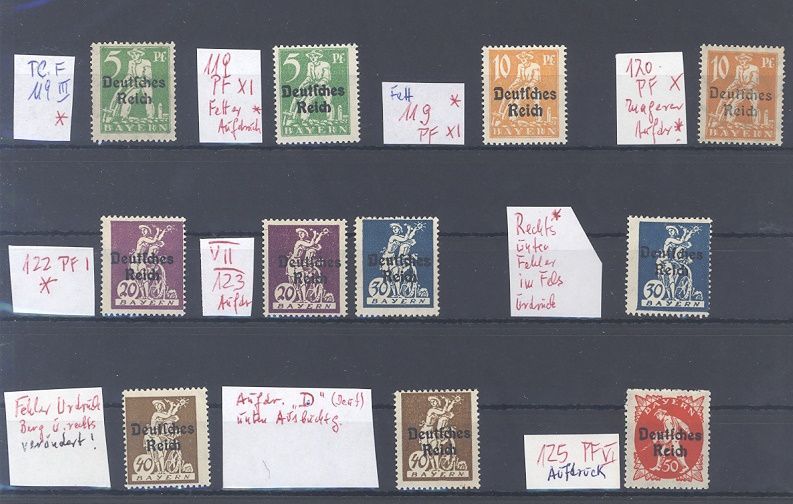 PC. F
119 III
*
5 Pf
Deutsches
Reich
BAYERN
119
PF XI
Fetter *
Aufdruck
5 Pf
Deutsches
Reich
BAYERN
Fett *
119
PF XI
10 Pf
Deutsches
Reich
BAYERN
120
PF X
magerer
Aufdr. *
10 Pf
Deutsches
Reich
BAYERN
122 PF I
*
Deutsches
Reich
20
BAYERN
VII
123
Aufdr
Deutsches
Reich
20
BAYERN
Deutsches
Reich
30
BAYERN
Rechts *
unten
Fehler
im Fels
Urdruck
Deutsches
Reich
30
BAYERN
Fehler Urdruck
Berg u. rechts
verändert!
Deutsches
Reich
40
BAYERN
Aufdr. "D" (Deut)
unten Ausbuchtg.
Deutsches
Reich
40
BAYERN
125 PF VI
Aufdruck
BAYERN
Deutsches
Reich
50